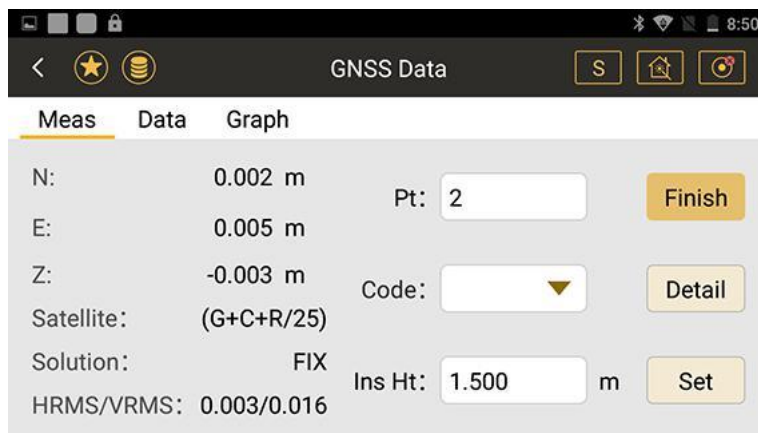 8:50
GNSS Data
S
Meas Data Graph
N: 0.002 m
E: 0.005 m
Z: -0.003 m
Satellite: (G+C+R/25)
Solution: FIX
HRMS/VRMS: 0.003/0.016
Pt: 2
Finish
Code:
Detail
Ins Ht: 1.500 m
Set